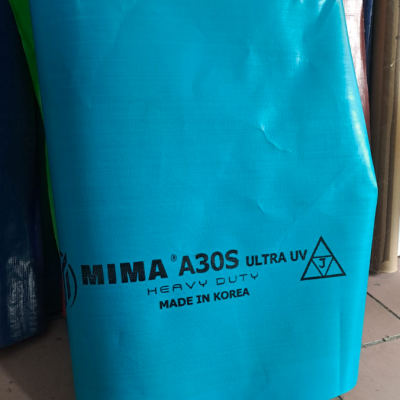 MIMA® A30S ULTRA UV J
HEAVY DUTY
MADE IN KOREA